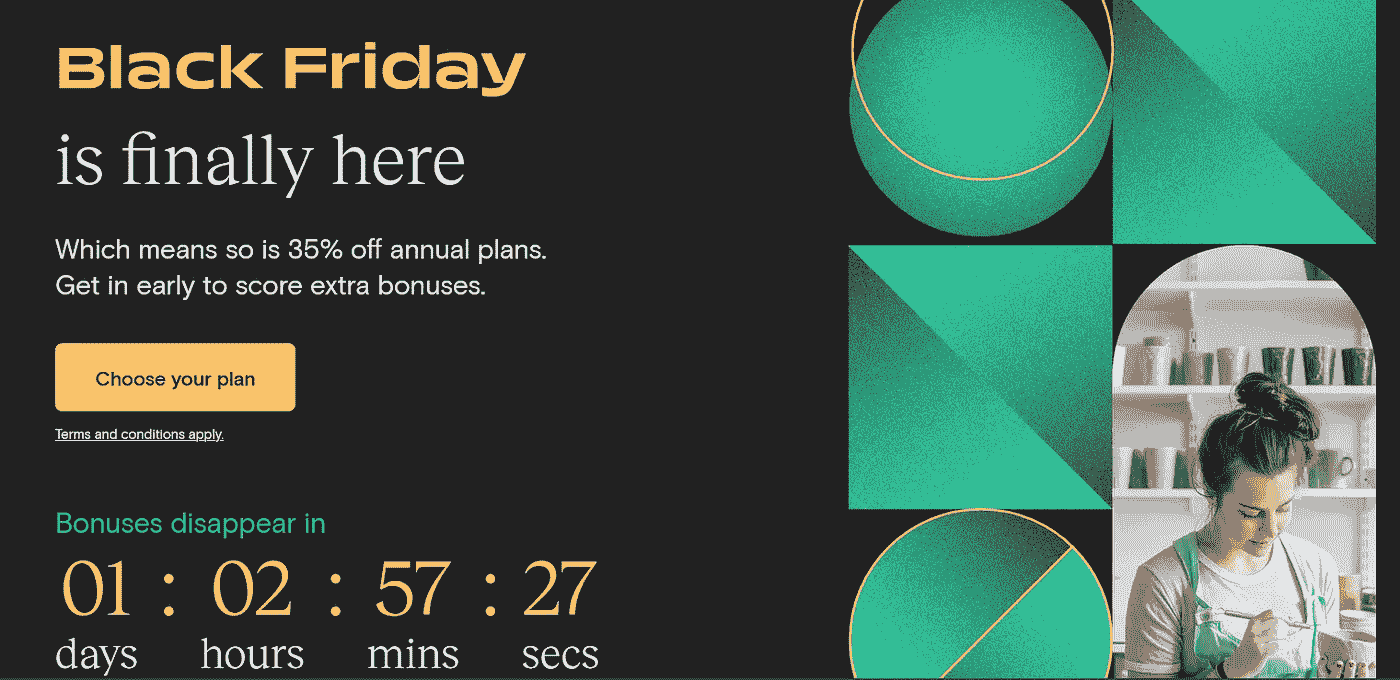 Black Friday
is finally here
Which means so is 35% off annual plans.
Get in early to score extra bonuses.
Choose your plan
Terms and conditions apply.
Bonuses disappear in
01 : 02 : 57 : 27
days hours mins secs